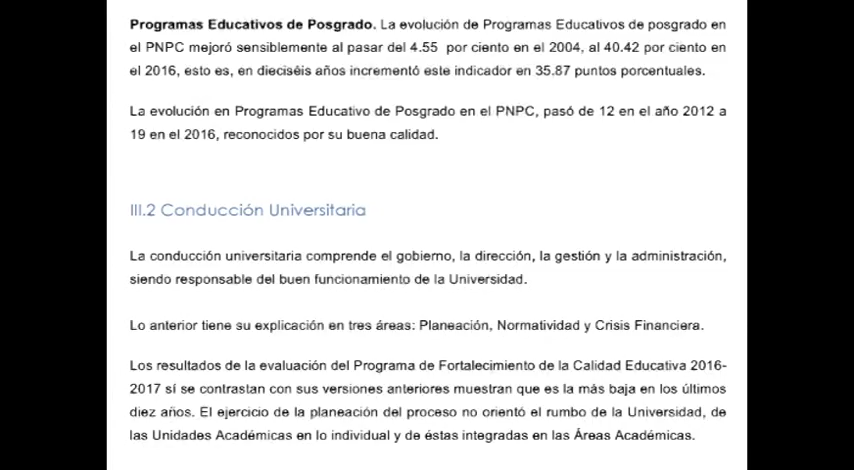 Programas Educativos de Posgrado. La evolución de Programas Educativos de posgrado en
el PNPC mejoró sensiblemente al pasar del 4.55 por ciento en el 2004, al 40.42 por ciento en
el 2016, esto es, en dieciséis años incrementó este indicador en 35.87 puntos porcentuales.
La evolución en Programas Educativo de Posgrado en el PNPC, pasó de 12 en el año 2012 a
19 en el 2016, reconocidos por su buena calidad.
III.2 Conducción Universitaria
La conducción universitaria comprende el gobierno, la dirección, la gestión y la administración,
siendo responsable del buen funcionamiento de la Universidad.
Lo anterior tiene su explicación en tres áreas: Planeación, Normatividad y Crisis Financiera.
Los resultados de la evaluación del Programa de Fortalecimiento de la Calidad Educativa 2016-
2017 sí se contrastan con sus versiones anteriores muestran que es la más baja en los últimos
diez años. El ejercicio de la planeación del proceso no orientó el rumbo de la Universidad, de
las Unidades Académicas en lo individual y de éstas integradas en las Áreas Académicas.